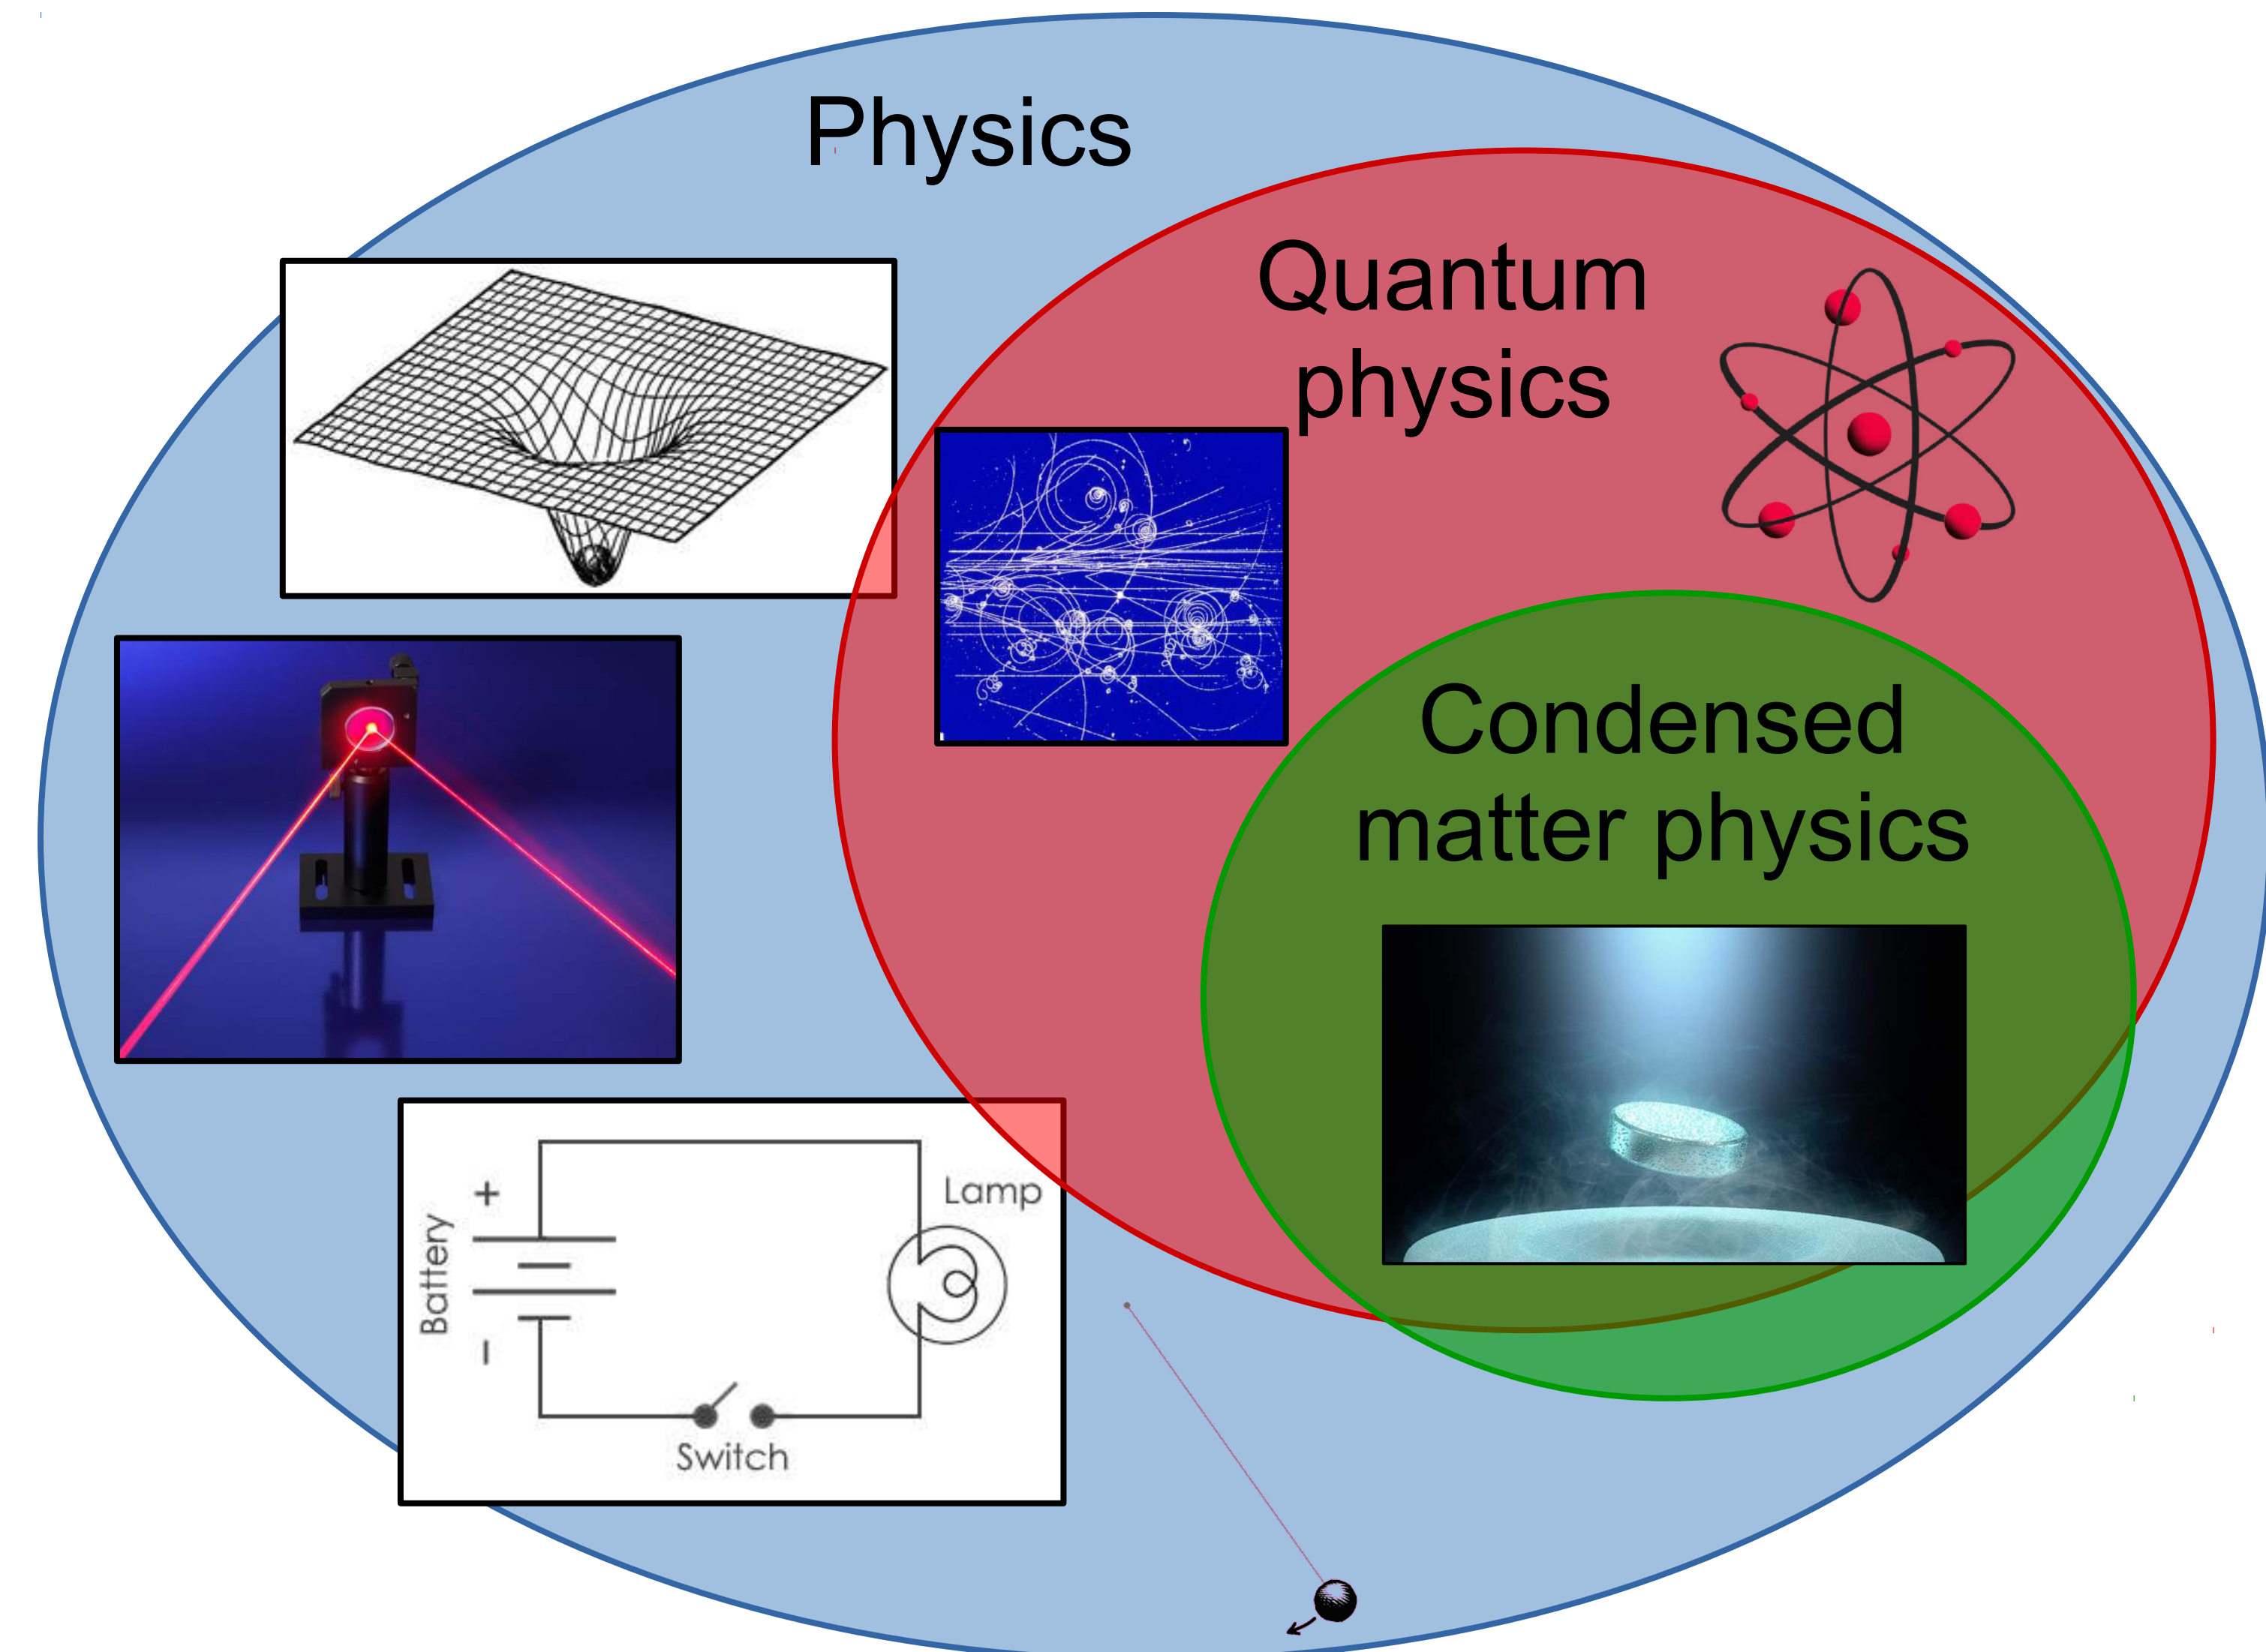 Physics
Quantum
physics
Condensed
matter physics
+
Battery
-
Lamp
Switch